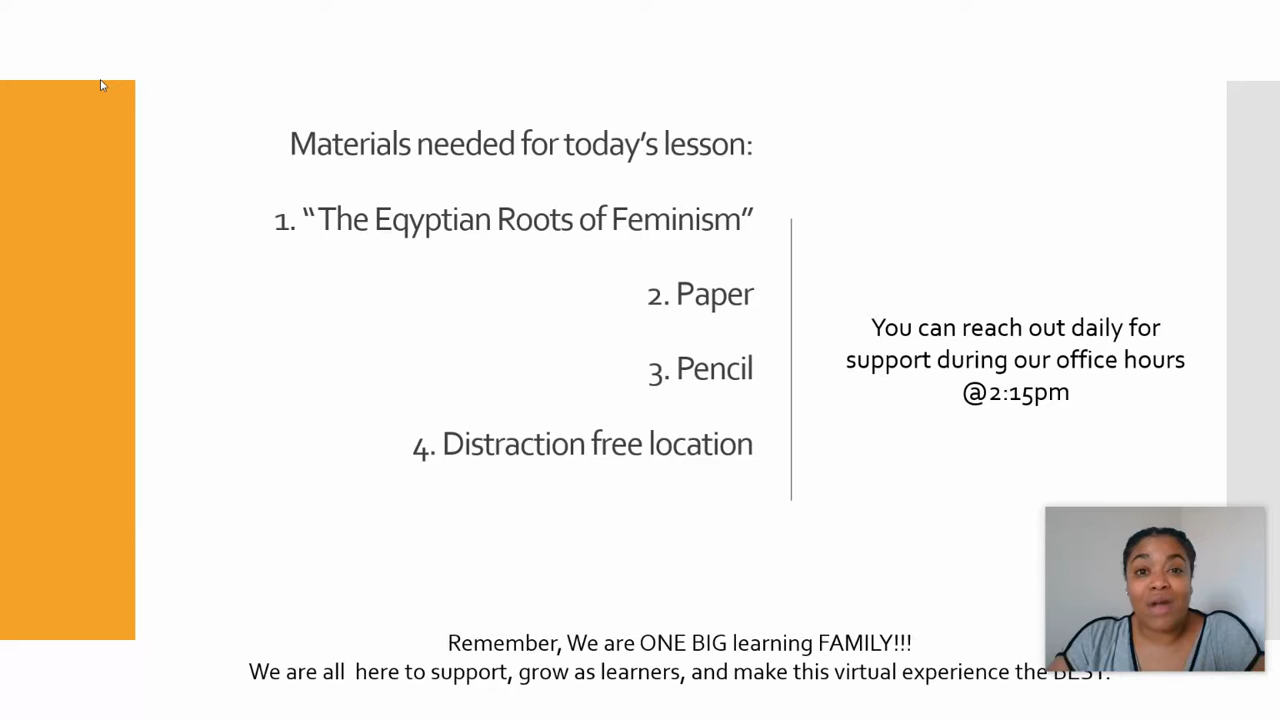 Materials needed for today's lesson:
1. "The Eqyptian Roots of Feminism"
2. Paper
3. Pencil
4. Distraction free location
You can reach out daily for
support during our office hours
@2:15pm
Remember, We are ONE BIG learning FAMILY!!!
We are all here to support, grow as learners, and make this virtual experience the BEST.